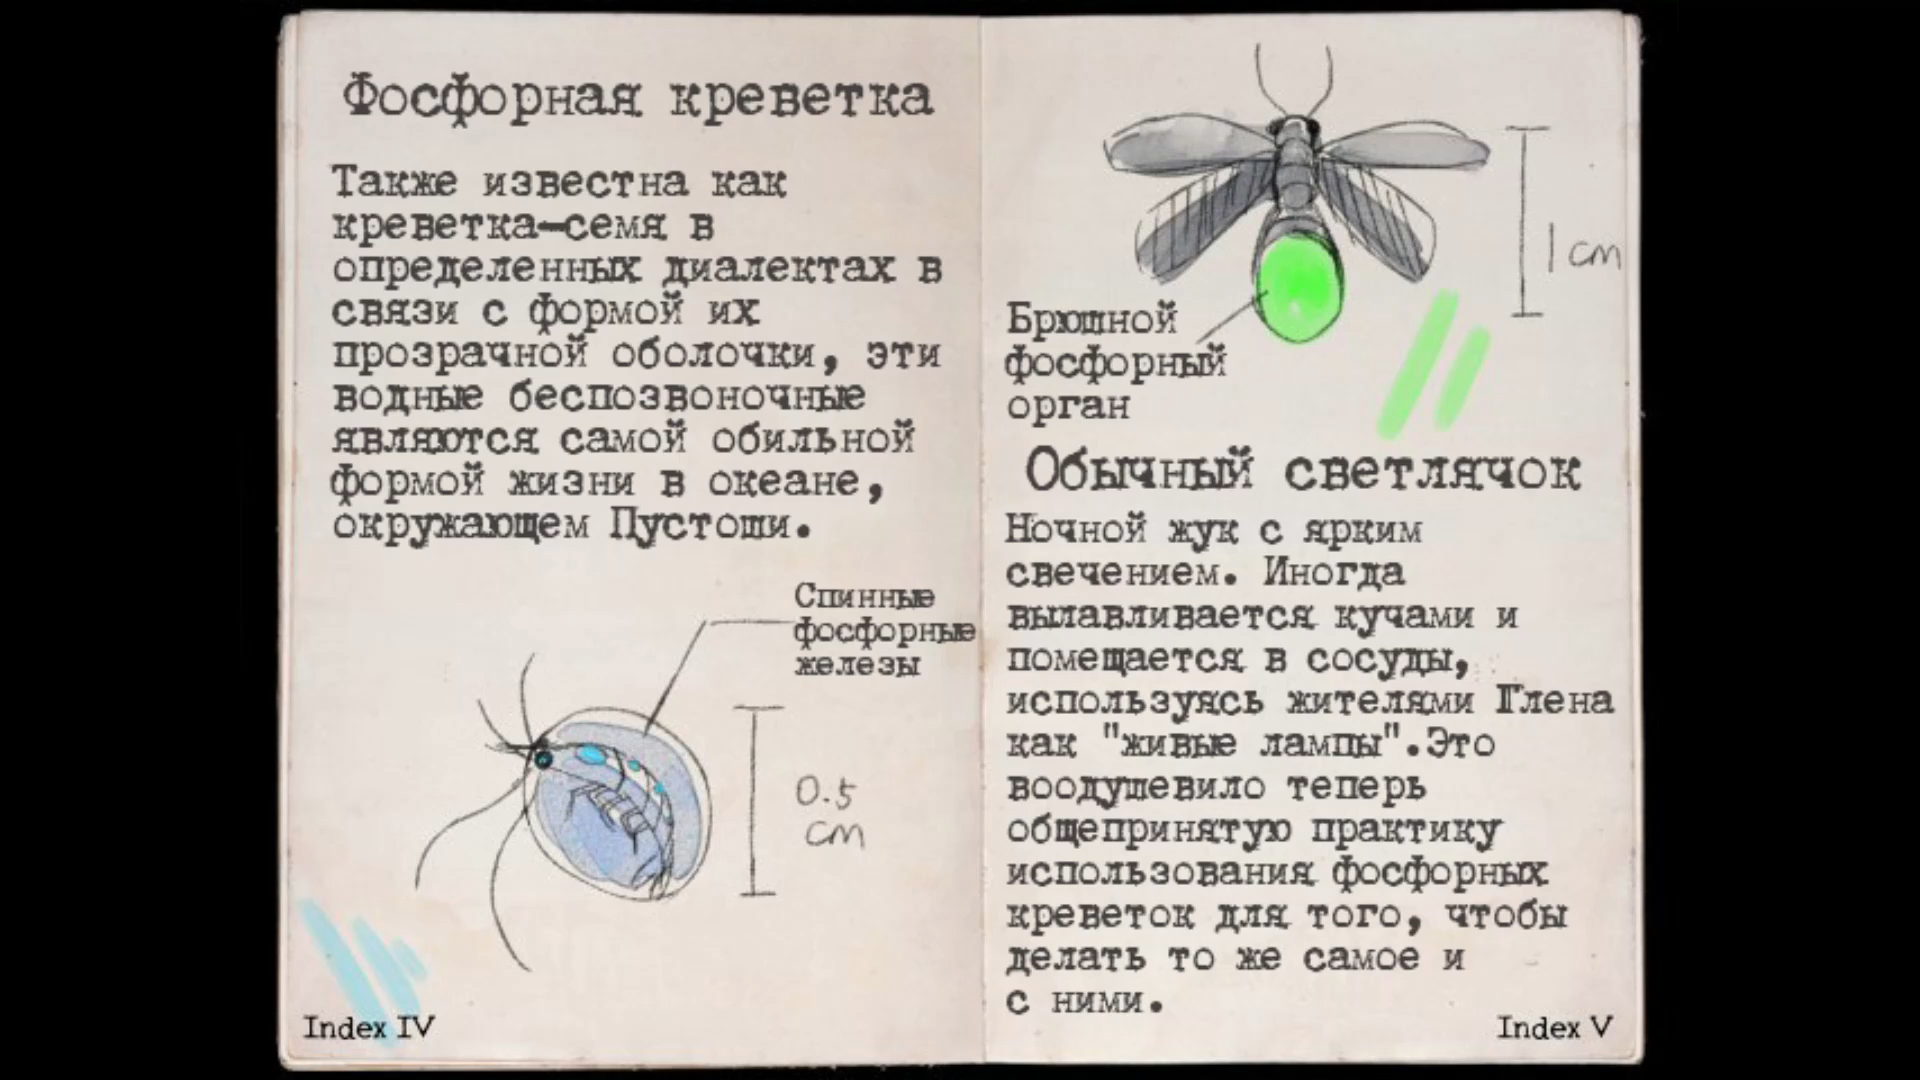 Фосфорная креветка
Также известна как
креветка-семя в
определенных диалектах в
связи с формой их
прозрачной оболочки, эти
водные беспозвоночные
являются самой обильной
формой жизни в океане,
окружающем Пустоши.
Спинные
фосфорные
железы
0.5
cm
Index IV
1 cm
Брюшной
фосфорный
орган
Обычный светлячок
Ночной жук с ярким
свечением. Иногда
вылавливается кучами и
помещается в сосуды,
используясь жителями Глена
как "живые лампы".Это
воодушевило теперь
общепринятую практику
использования фосфорных
креветок для того, чтобы
делать то же самое и
с ними.
Index V